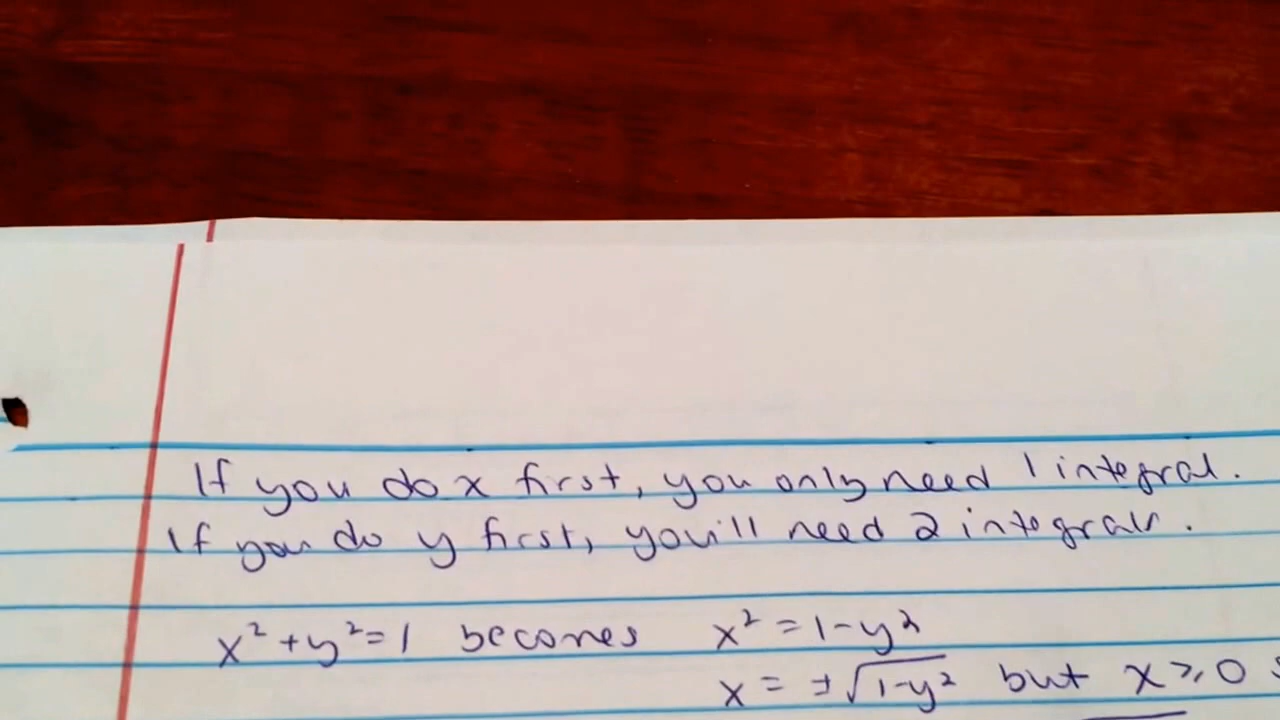 If you do x first, you only need 1 integral.
If you do y first, you'll need 2 integrals.
x² + y² = 1 becomes x² = 1-y²
x = ±√(1-y²) but x ≥ 0